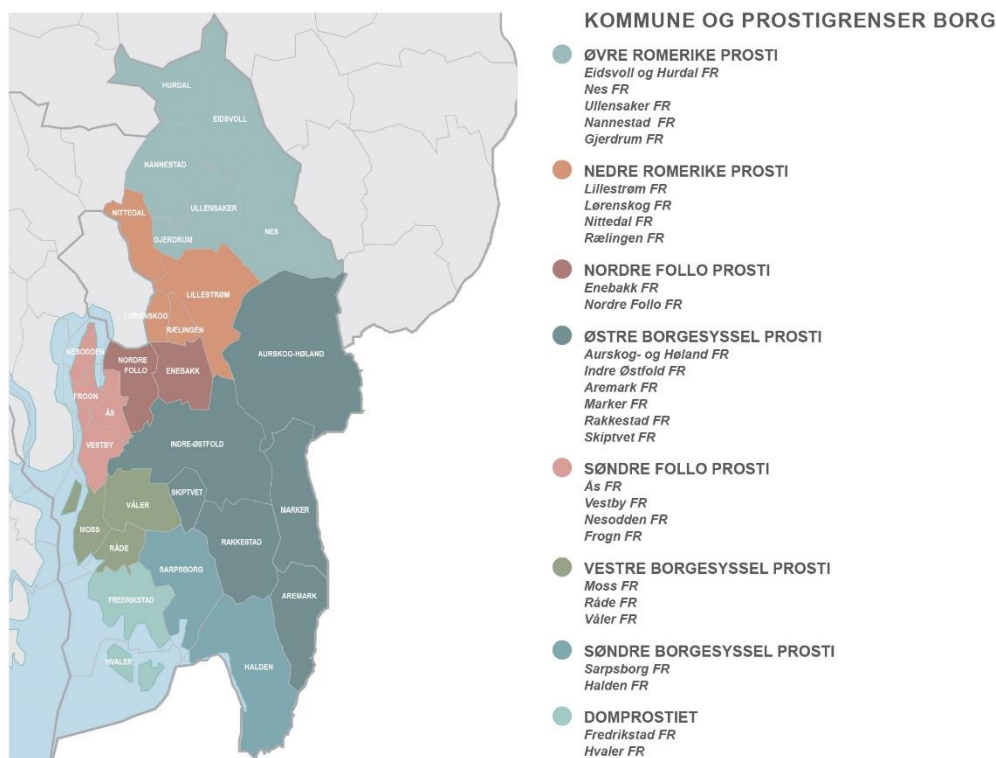 KOMMUNE OG PROSTIGRENSER BORG
ØVRE ROMERIKE PROSTI
Eidsvoll og Hurdal FR
Nes FR
Ullensaker FR
Nannestad FR
Gjerdrum FR
NEDRE ROMERIKE PROSTI
Lillestrøm FR
Lørenskog FR
Nittedal FR
Rælingen FR
NORDRE FOLLO PROSTI
Enebakk FR
Nordre Follo FR
ØSTRE BORGESYSSEL PROSTI
Aurskog- og Høland FR
Indre Østfold FR
Aremark FR
Marker FR
Rakkestad FR
Skiptvet FR
SØNDRE FOLLO PROSTI
Ås FR
Vestby FR
Nesodden FR
Frogn FR
VESTRE BORGESYSSEL PROSTI
Moss FR
Råde FR
Våler FR
SØNDRE BORGESYSSEL PROSTI
Sarpsborg FR
Halden FR
DOMPROSTIET
Fredrikstad FR
Hvaler FR
HURDAL
EIDSVOLL
NANNESTAD
ULLENSAKER
NITTEDAL
NES
GJERDRUM
LILLESTRØM
LØRENSKOG
RÆLINGEN
NESODDEN
NORDRE
FOLLO
AURSKOG-HØLAND
ENEBAKK
FROGN
ÅS
VESTBY
INDRE-ØSTFOLD
SKIPTVET
VÅLER
MARKER
MOSS
RAKKESTAD
RÅDE
SARPSBORG
AREMARK
FREDRIKSTAD
HVALER
HALDEN